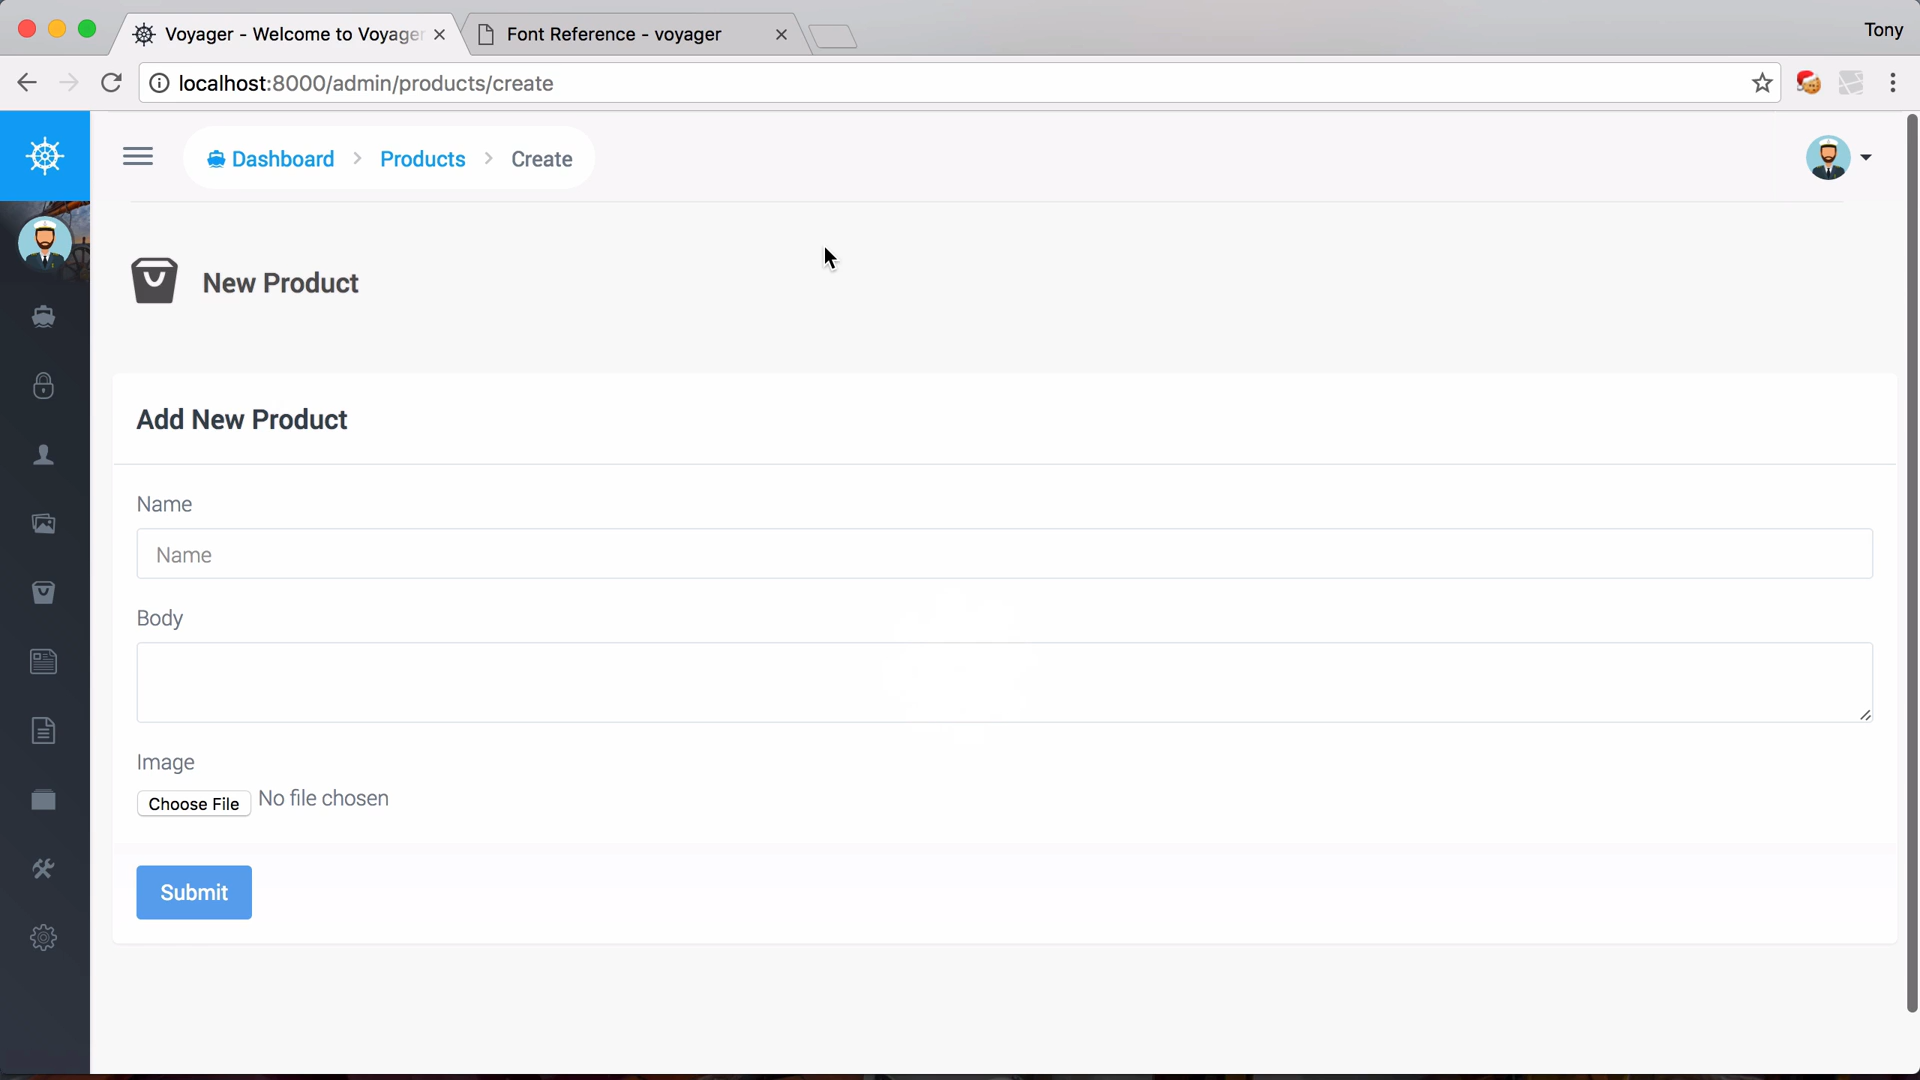 Voyager - Welcome to Voyager
Font Reference - voyager
Tony
localhost:8000/admin/products/create
Dashboard
Products
Create
New Product
Add New Product
Name
Name
Body
Image
Choose File No file chosen
Submit